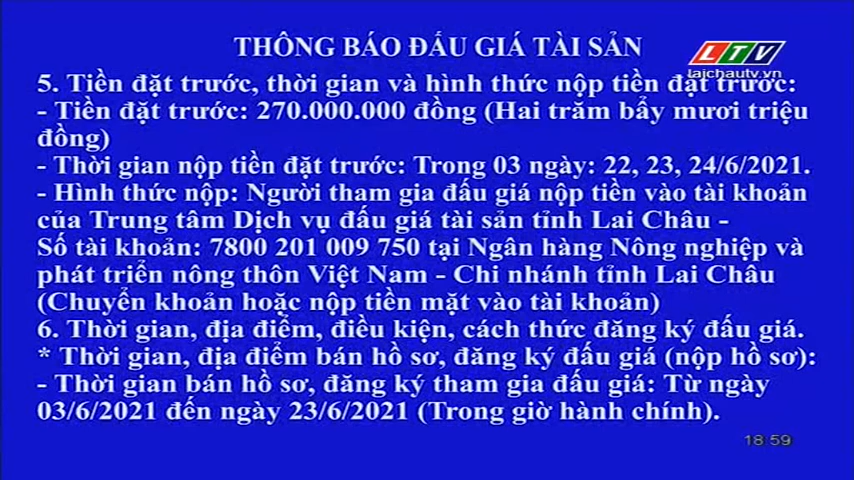 THÔNG BÁO ĐẤU GIÁ TÀI SẢN
LTV
laichautv.vn
5. Tiền đặt trước, thời gian và hình thức nộp tiền đặt trước:
- Tiền đặt trước: 270.000.000 đồng (Hai trăm bẩy mươi triệu
đồng)
- Thời gian nộp tiền đặt trước: Trong 03 ngày: 22, 23, 24/6/2021.
- Hình thức nộp: Người tham gia đấu giá nộp tiền vào tài khoản
của Trung tâm Dịch vụ đấu giá tài sản tỉnh Lai Châu -
Số tài khoản: 7800 201 009 750 tại Ngân hàng Nông nghiệp và
phát triển nông thôn Việt Nam - Chi nhánh tỉnh Lai Châu
(Chuyển khoản hoặc nộp tiền mặt vào tài khoản)
6. Thời gian, địa điểm, điều kiện, cách thức đăng ký đấu giá.
* Thời gian, địa điểm bán hồ sơ, đăng ký đấu giá (nộp hồ sơ):
- Thời gian bán hồ sơ, đăng ký tham gia đấu giá: Từ ngày
03/6/2021 đến ngày 23/6/2021 (Trong giờ hành chính).
18:59